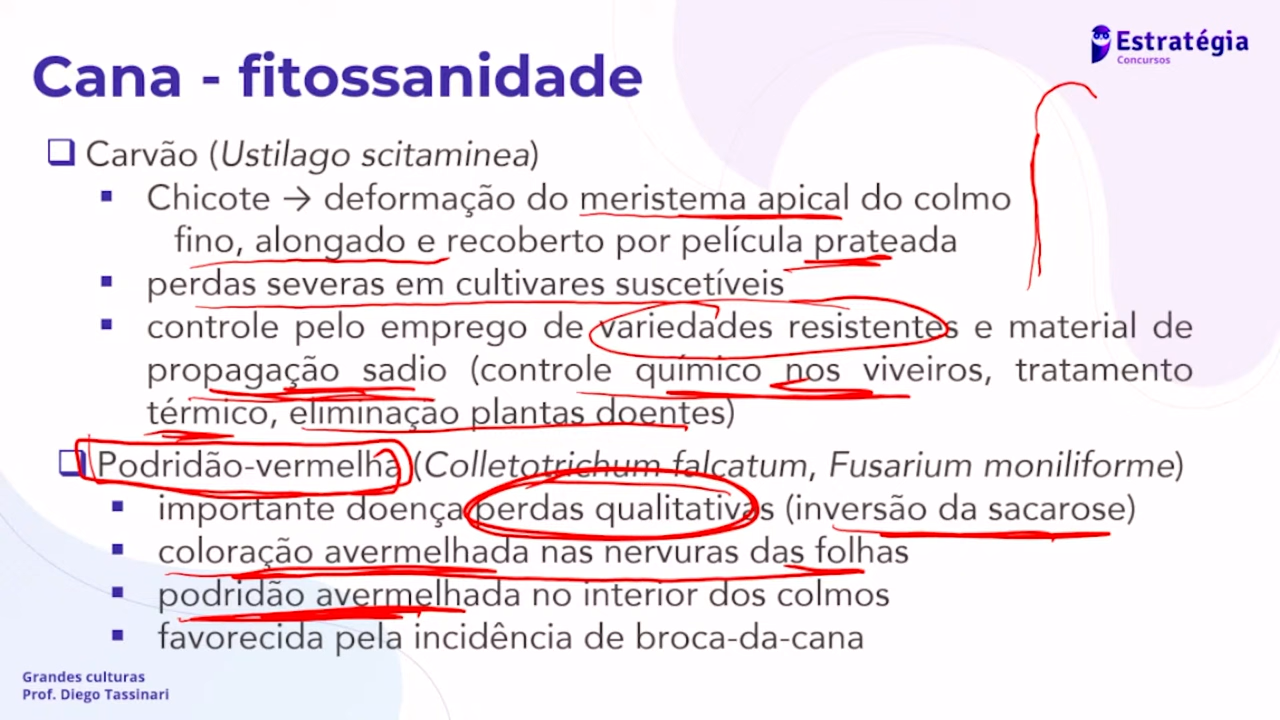 Estratégia
Concursos
Cana - fitossanidade
❑ Carvão (Ustilago scitaminea)
▪ Chicote → deformação do meristema apical do colmo
fino, alongado e recoberto por película prateada
▪ perdas severas em cultivares suscetíveis
▪ controle pelo emprego de variedades resistentes e material de
propagação sadio (controle químico nos viveiros, tratamento
térmico, eliminação plantas doentes)
❑ Podridão-vermelha (Colletotrichum falcatum, Fusarium moniliforme)
▪ importante doença perdas qualitativas (inversão da sacarose)
▪ coloração avermelhada nas nervuras das folhas
▪ podridão avermelhada no interior dos colmos
▪ favorecida pela incidência de broca-da-cana
Grandes culturas
Prof. Diego Tassinari